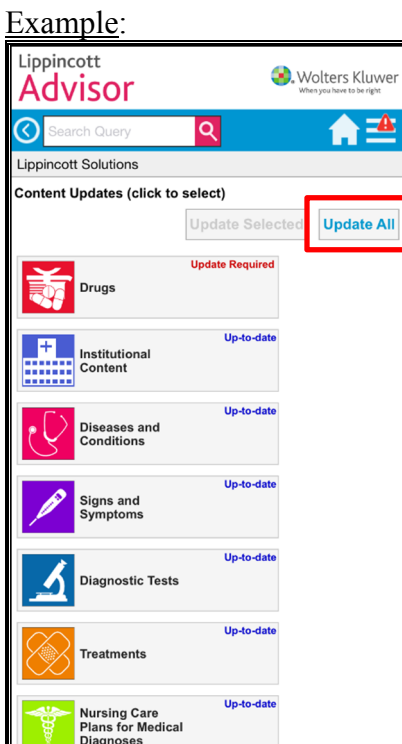 Example:
Lippincott
Advisor
Wolters Kluwer
When you have to be right
Search Query
Lippincott Solutions
Content Updates (click to select)
Update Selected
Update All
Update Required
Drugs
Up-to-date
Institutional
Content
Up-to-date
Diseases and
Conditions
Up-to-date
Signs and
Symptoms
Up-to-date
Diagnostic Tests
Up-to-date
Treatments
Up-to-date
Nursing Care
Plans for Medical
Diagnoses